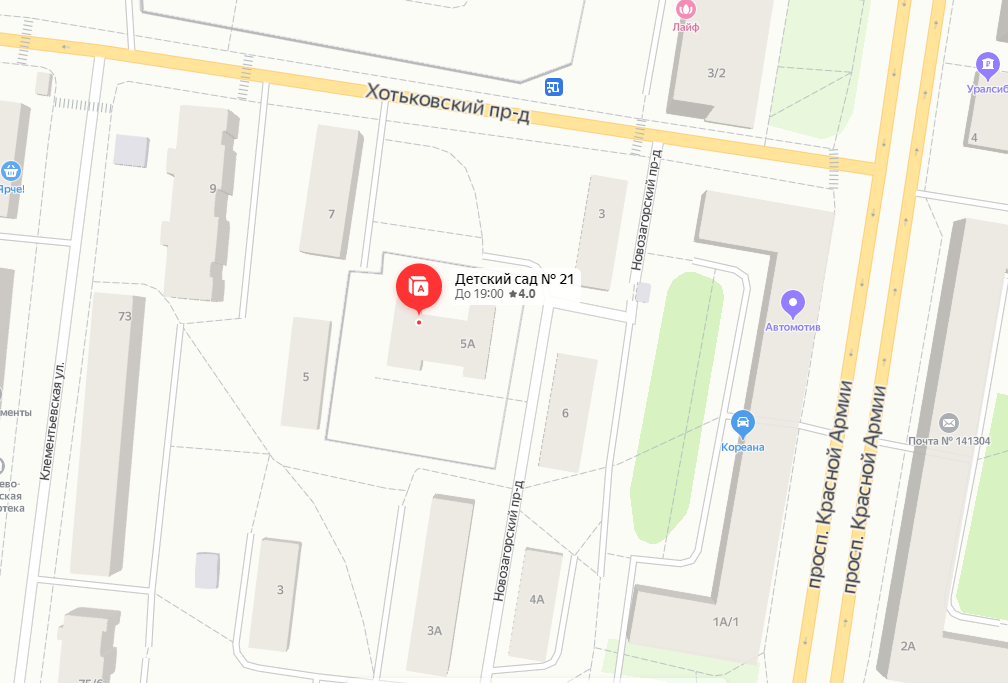 Лайф
3/2
Уралсиб
4
Хотьковский пр-д
Ярче!
9
7
3
Новозагорский пр-д
Детский сад № 21
До 19:00 ★4.0
73
5А
5
Автомотив
6
Клементьевская ул.
менты
ская
Кореана
Почта № 141304
просп. Красной Армии
просп. Красной Армии
Новозагорский пр-д
3
4А
3А
1А/1
2А